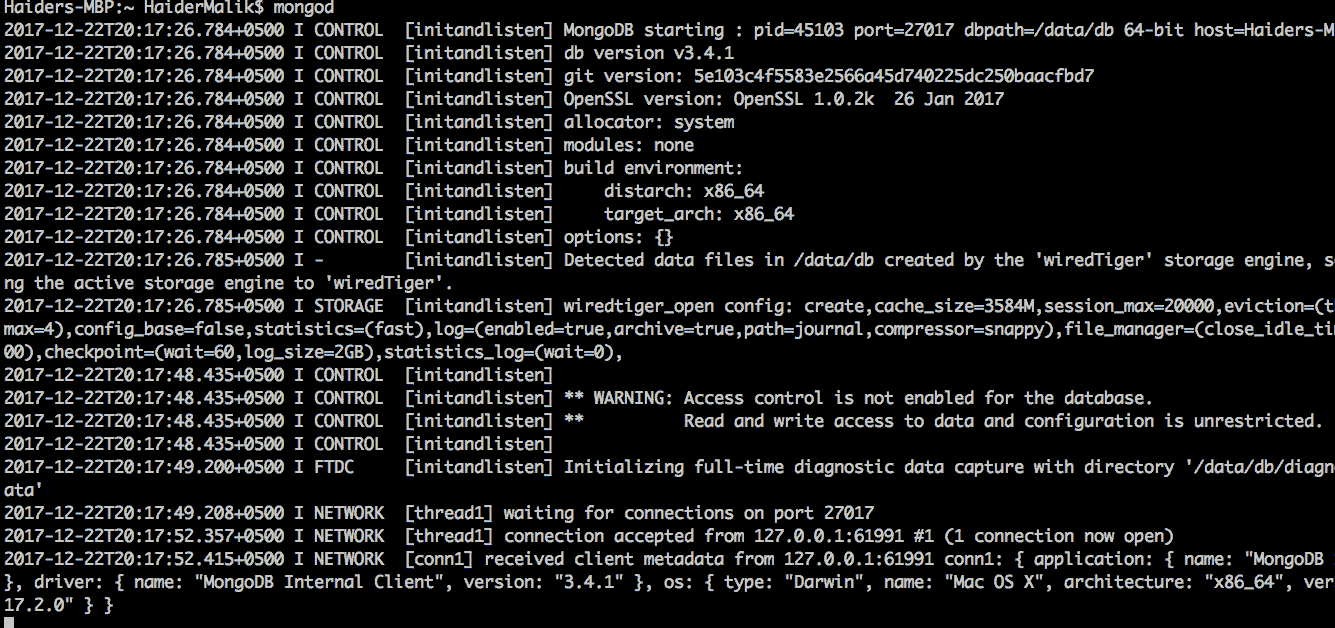 Haiders-MBP:~ HaiderMalik$ mongod
2017-12-22T20:17:26.784+0500 I CONTROL  [initandlisten] MongoDB starting : pid=45103 port=27017 dbpath=/data/db 64-bit host=Haiders-M
2017-12-22T20:17:26.784+0500 I CONTROL  [initandlisten] db version v3.4.1
2017-12-22T20:17:26.784+0500 I CONTROL  [initandlisten] git version: 5e103c4f5583e2566a45d740225dc250baacfbd7
2017-12-22T20:17:26.784+0500 I CONTROL  [initandlisten] OpenSSL version: OpenSSL 1.0.2k  26 Jan 2017
2017-12-22T20:17:26.784+0500 I CONTROL  [initandlisten] allocator: system
2017-12-22T20:17:26.784+0500 I CONTROL  [initandlisten] modules: none
2017-12-22T20:17:26.784+0500 I CONTROL  [initandlisten] build environment:
2017-12-22T20:17:26.784+0500 I CONTROL  [initandlisten]     distarch: x86_64
2017-12-22T20:17:26.784+0500 I CONTROL  [initandlisten]     target_arch: x86_64
2017-12-22T20:17:26.784+0500 I CONTROL  [initandlisten] options: {}
2017-12-22T20:17:26.785+0500 I -        [initandlisten] Detected data files in /data/db created by the 'wiredTiger' storage engine, s
ng the active storage engine to 'wiredTiger'.
2017-12-22T20:17:26.785+0500 I STORAGE  [initandlisten] wiredtiger_open config: create,cache_size=3584M,session_max=20000,eviction=(t
max=4),config_base=false,statistics=(fast),log=(enabled=true,archive=true,path=journal,compressor=snappy),file_manager=(close_idle_ti
00),checkpoint=(wait=60,log_size=2GB),statistics_log=(wait=0),
2017-12-22T20:17:48.435+0500 I CONTROL  [initandlisten]
2017-12-22T20:17:48.435+0500 I CONTROL  [initandlisten] ** WARNING: Access control is not enabled for the database.
2017-12-22T20:17:48.435+0500 I CONTROL  [initandlisten] **          Read and write access to data and configuration is unrestricted.
2017-12-22T20:17:48.435+0500 I CONTROL  [initandlisten]
2017-12-22T20:17:49.200+0500 I FTDC     [initandlisten] Initializing full-time diagnostic data capture with directory '/data/db/diagn
ata'
2017-12-22T20:17:49.208+0500 I NETWORK  [thread1] waiting for connections on port 27017
2017-12-22T20:17:52.357+0500 I NETWORK  [thread1] connection accepted from 127.0.0.1:61991 #1 (1 connection now open)
2017-12-22T20:17:52.415+0500 I NETWORK  [conn1] received client metadata from 127.0.0.1:61991 conn1: { application: { name: "MongoDB
}, driver: { name: "MongoDB Internal Client", version: "3.4.1" }, os: { type: "Darwin", name: "Mac OS X", architecture: "x86_64", ver
17.2.0" } }